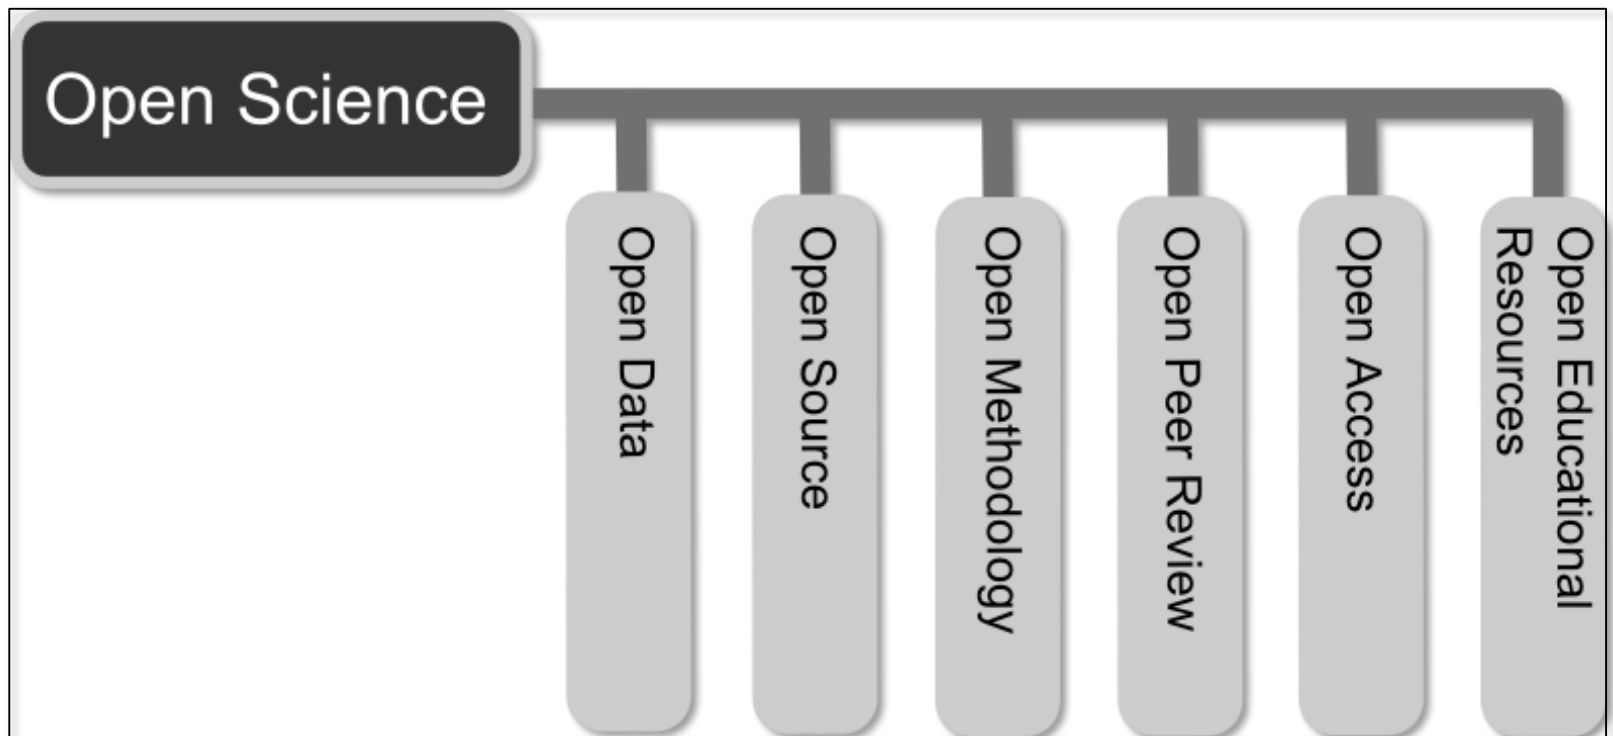 Open Science
Open Data
Open Source
Open Methodology
Open Peer Review
Open Access
Open Educational
Resources